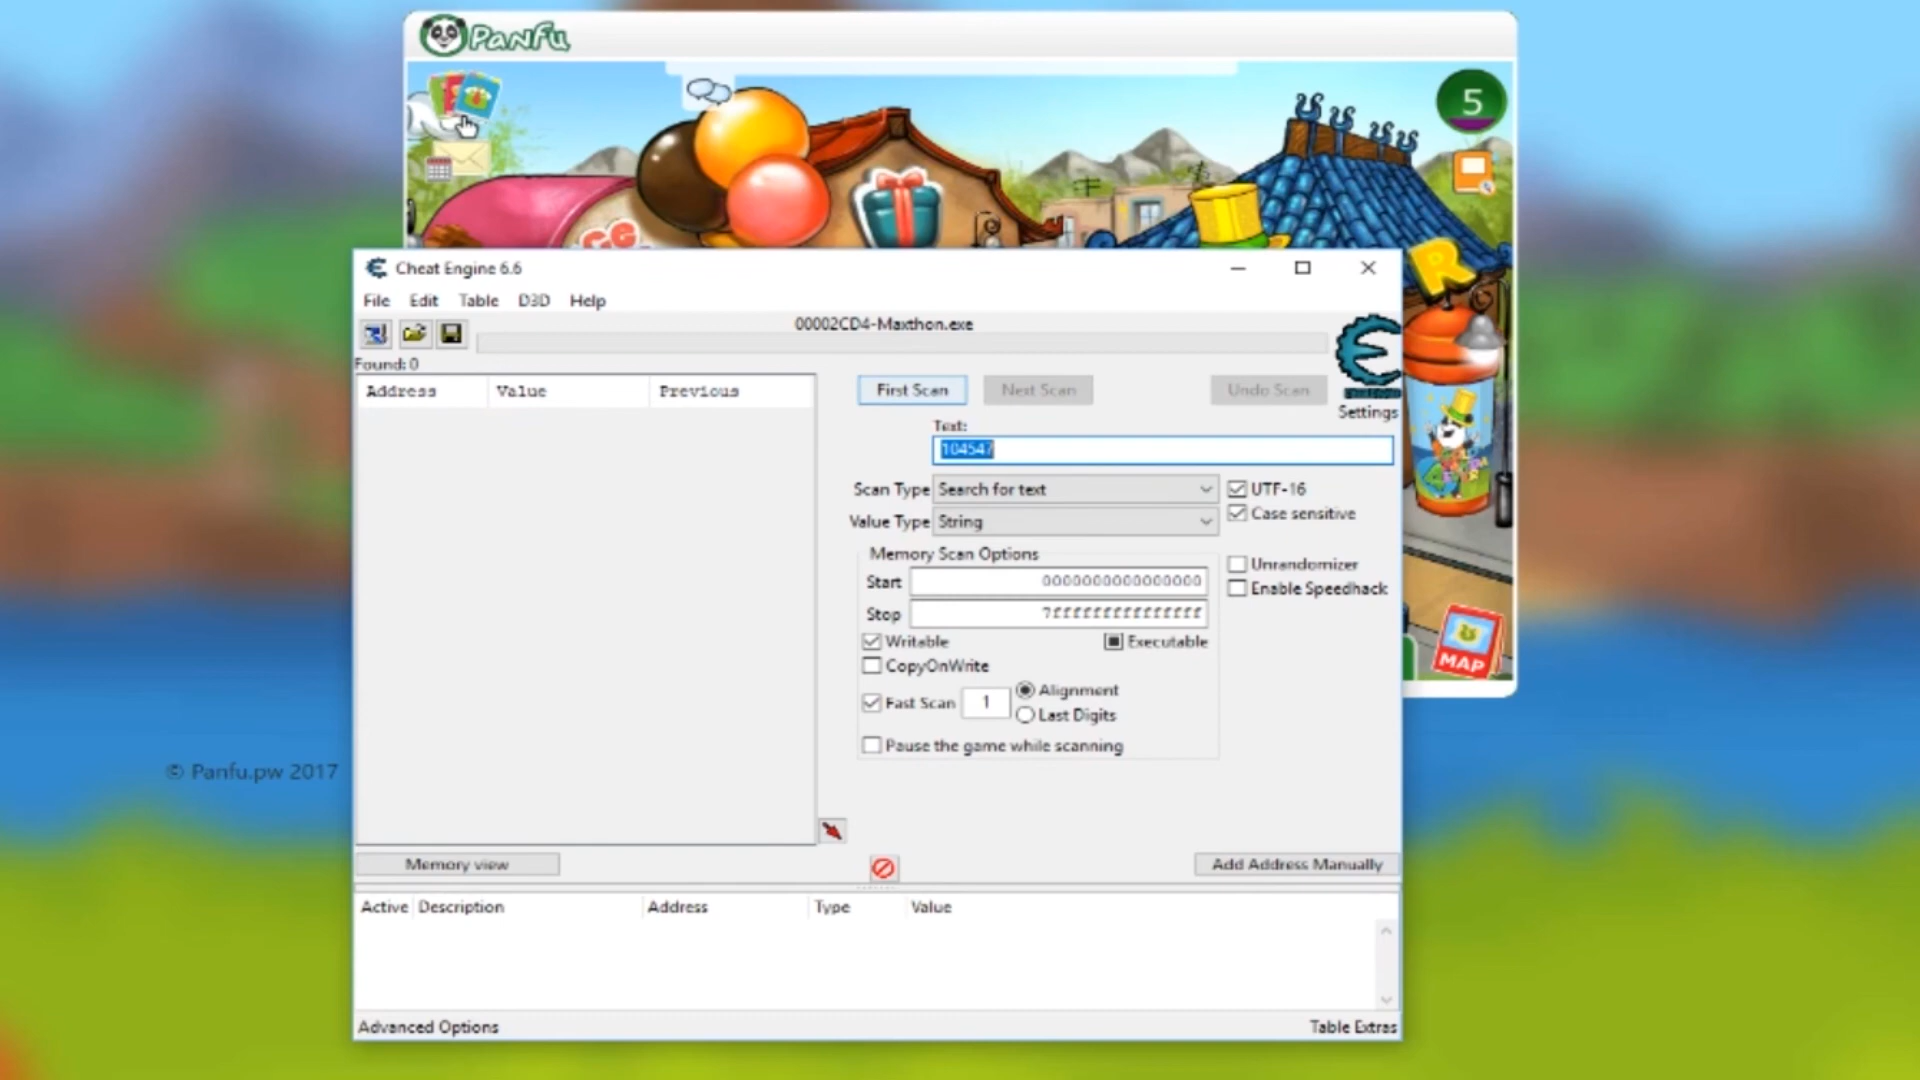 PanFu
5
R
Cheat Engine 6.6
File Edit Table D3D Help
00002CD4-Maxthon.exe
Found: 0
Address Value Previous
First Scan Next Scan Undo Scan
Settings
Text:
104547
Scan Type Search for text UTF-16
Case sensitive
Value Type String
Memory Scan Options
Unrandomizer
Start 0000000000000000
Enable Speedhack
Stop 7fffffffffffffff
Writable Executable
CopyOnWrite
Fast Scan 1 Alignment
Last Digits
Pause the game while scanning
MAP
© Panfu.pw 2017
Memory view Add Address Manually
Active Description Address Type Value
Advanced Options Table Extras